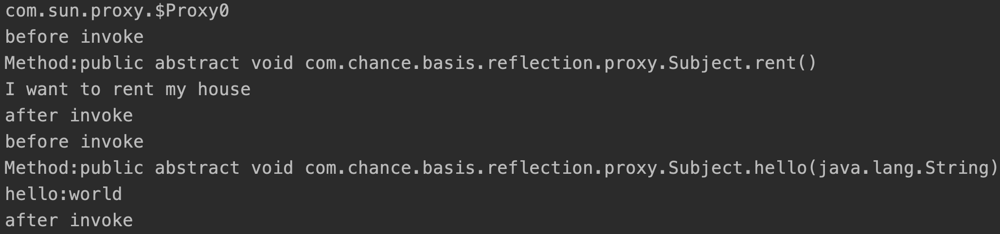 com.sun.proxy.$Proxy0
before invoke
Method:public abstract void com.chance.basis.reflection.proxy.Subject.rent()
I want to rent my house
after invoke
before invoke
Method:public abstract void com.chance.basis.reflection.proxy.Subject.hello(java.lang.String)
hello:world
after invoke